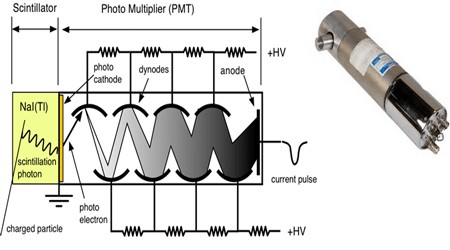 Scintillator
Photo Multiplier (PMT)
+HV
photo
cathode
dynodes
anode
NaI(Tl)
scintillation
photon
photo
electron
current pulse
charged particle
+HV